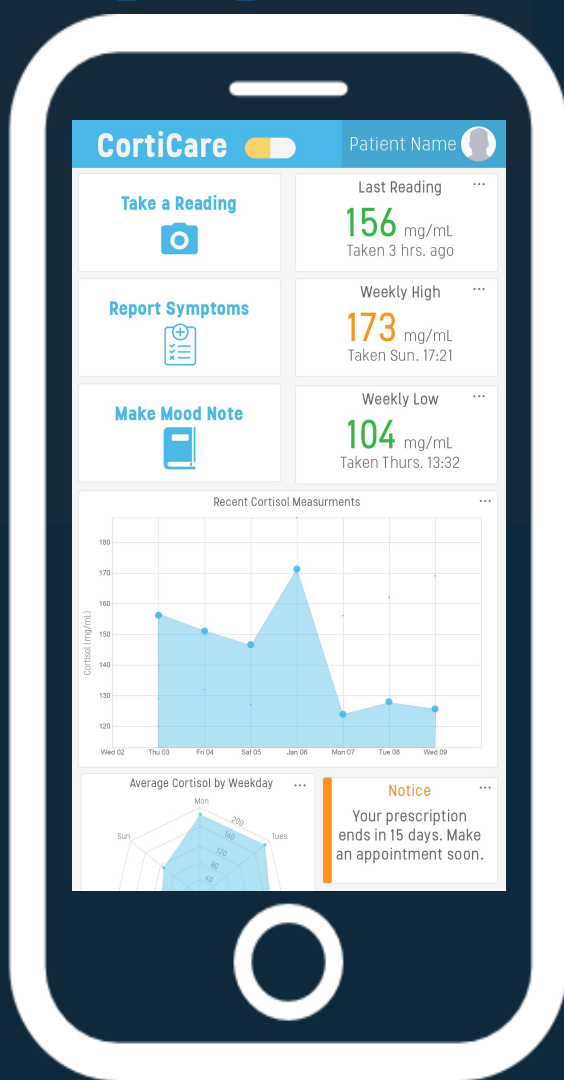 CortiCare
Patient Name
Take a Reading
Last Reading
156 mg/mL
Taken 3 hrs. ago
Report Symptoms
Weekly High
173 mg/mL
Taken Sun. 17:21
Make Mood Note
Weekly Low
104 mg/mL
Taken Thurs. 13:32
Recent Cortisol Measurments
Cortisol (mg/mL)
180
170
160
150
140
130
120
Wed 02 Thu 03 Fri 04 Sat 05 Jan 06 Mon 07 Tue 08 Wed 09
Average Cortisol by Weekday
Mon
Sun
Tues
200
160
120
80
40
Notice
Your prescription
ends in 15 days. Make
an appointment soon.